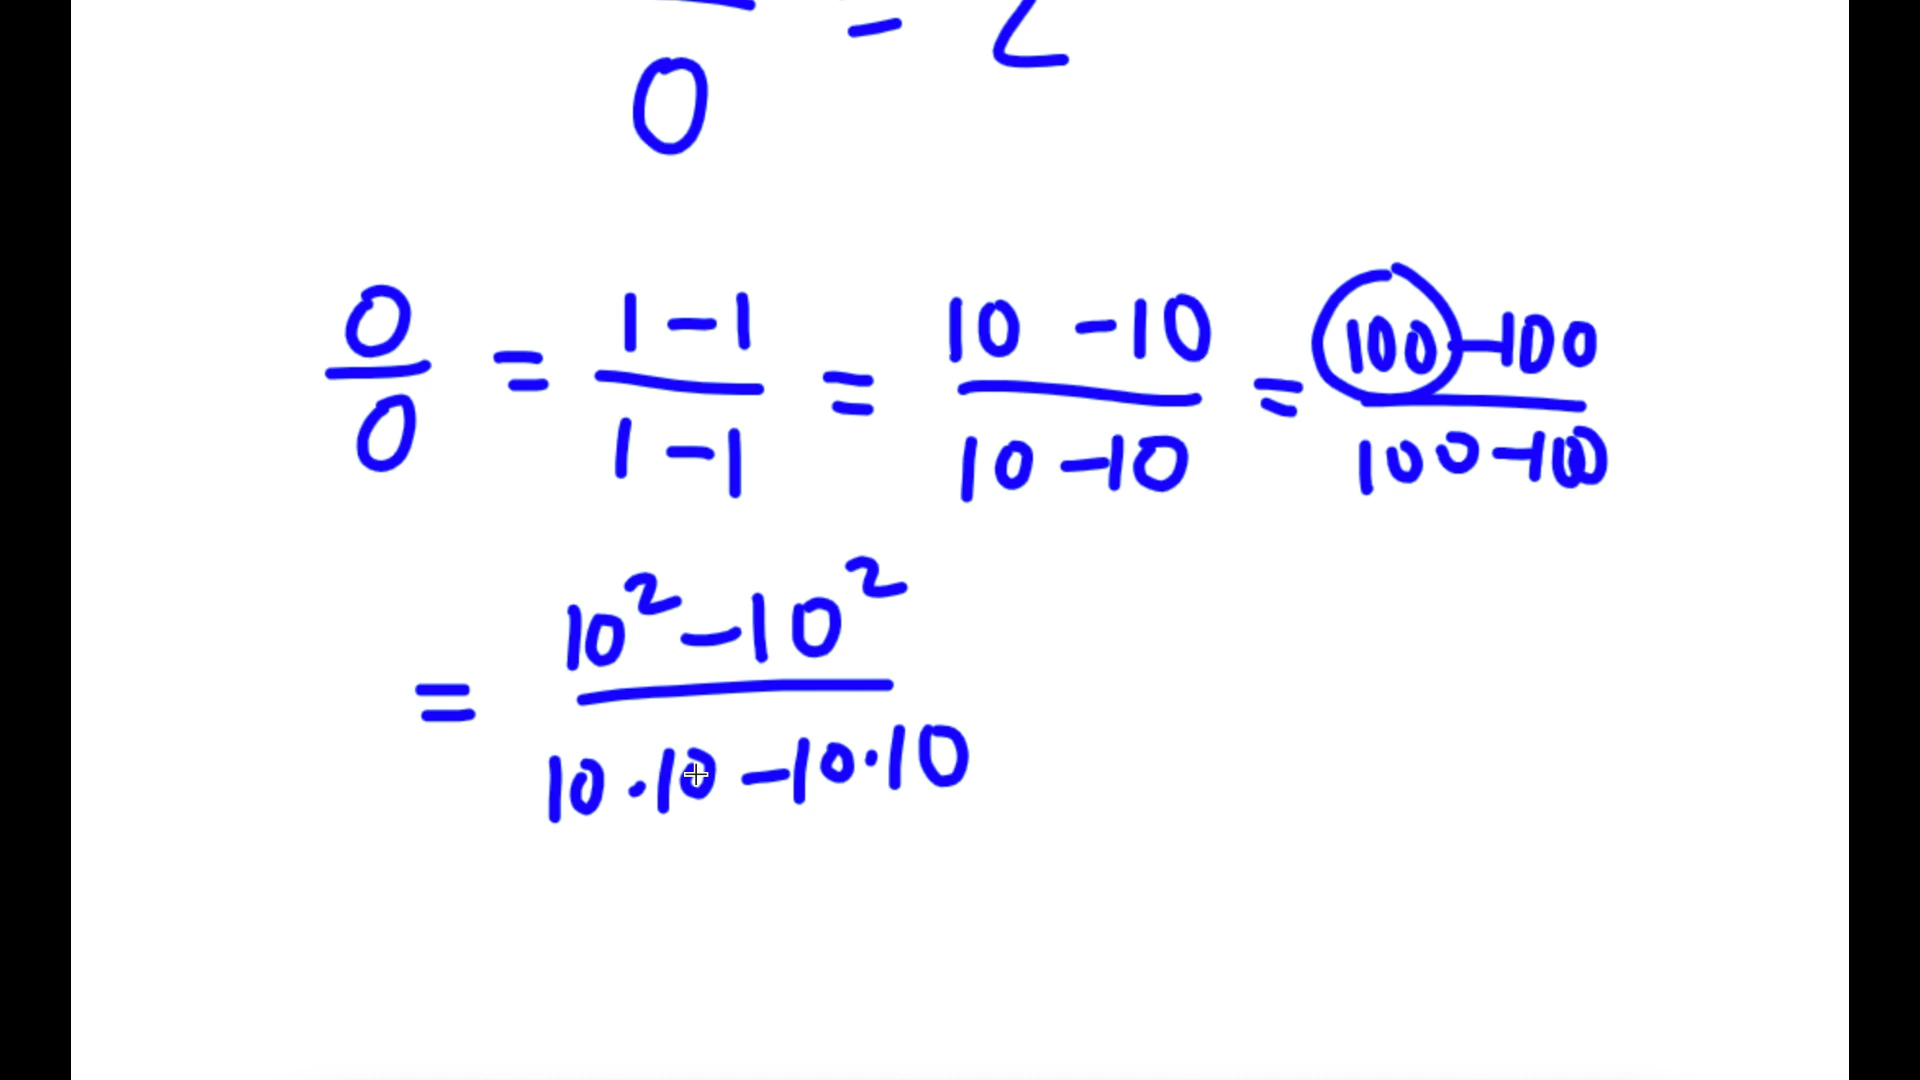 0 = 2
0/0 = (1-1)/(1-1) = (10-10)/(10-10) = (100-100)/(100-100)
= (10²-10²)/(10·10-10·10)